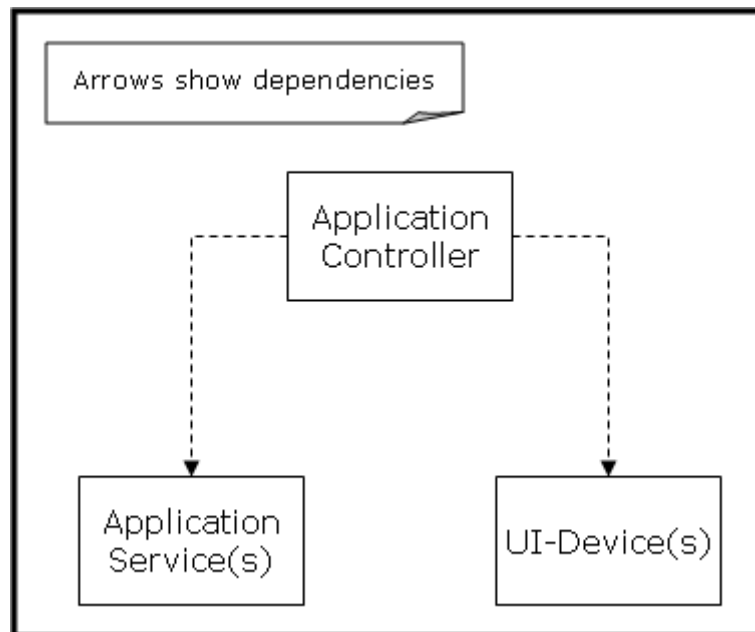 Arrows show dependencies
Application
Controller
Application
Service(s)
UI-Device(s)